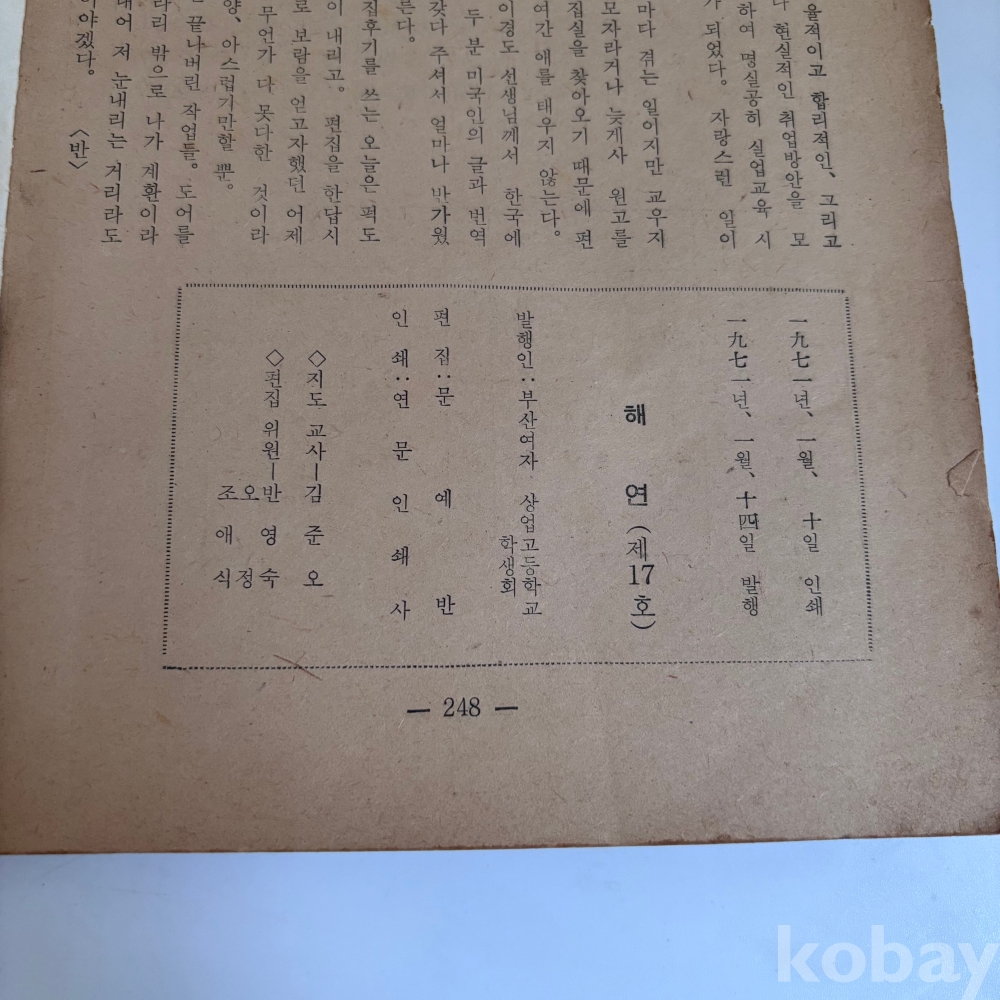 율적이고 합리적인、그리고
현실적인 취업방안을 모
하여 명실공히 실업교육 시
되었다。 자랑스런 일이
마다 겪는 일이지만 교우지
모자라거나 늦게사 원고를
집실을 찾아오기 때문에 편
여간 애를 태우지 않는다。
이경도 선생님께서 한국에
두 분 미국인의 글과 번역
갖다 주셔서 얼마나 반가웠
른다。
집후기를 쓰는 오늘은 퍽도
이 내리고。 편집을 한답시
로 보람을 얻고자했던 어제
무언가 다 못다한 것이라
양、아스럽기만할 뿐。
끝나버린 작업들。도어를
라리 밖으로 나가 계환이라
내어 저 눈내리는 거리라도
이야겠다。
〈반〉
一九七一년、一월、 十일 인쇄
一九七一년、一월、十四일 발행
해 연 (제17호)
발행인:부산여자 상업고등학교
학생회
편 집:문 예 반
인 쇄:연 문 인 쇄 사
◇지도 교사—김 준 오
◇편집 위원—반 영 숙
오 정
조 애 식
— 248 —
kobay